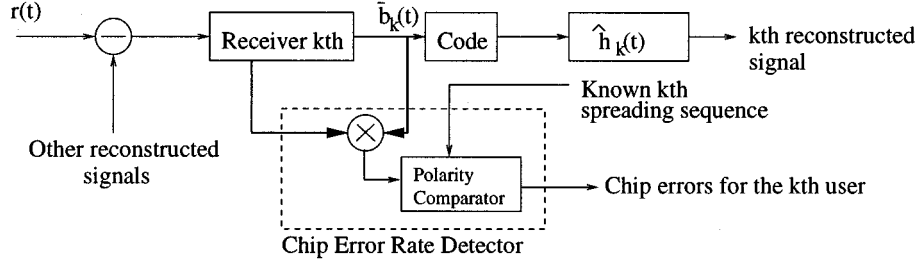 r(t)
—
Receiver kth
b̄ₖ(t)
Code
ĥₖ(t)
kth reconstructed
signal
Known kth
spreading sequence
Other reconstructed
signals
×
Polarity
Comparator
Chip errors for the kth user
Chip Error Rate Detector